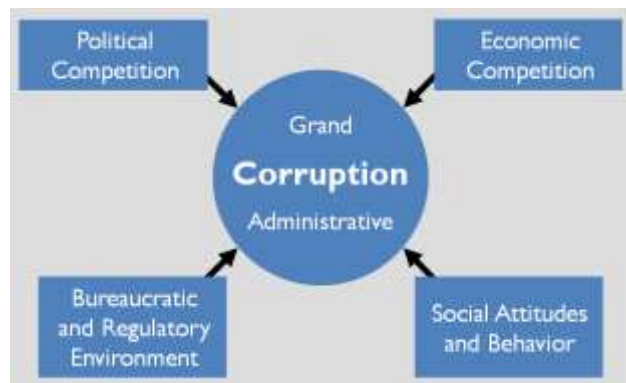 Political
Competition
Economic
Competition
Grand
Corruption
Administrative
Bureaucratic
and Regulatory
Environment
Social Attitudes
and Behavior